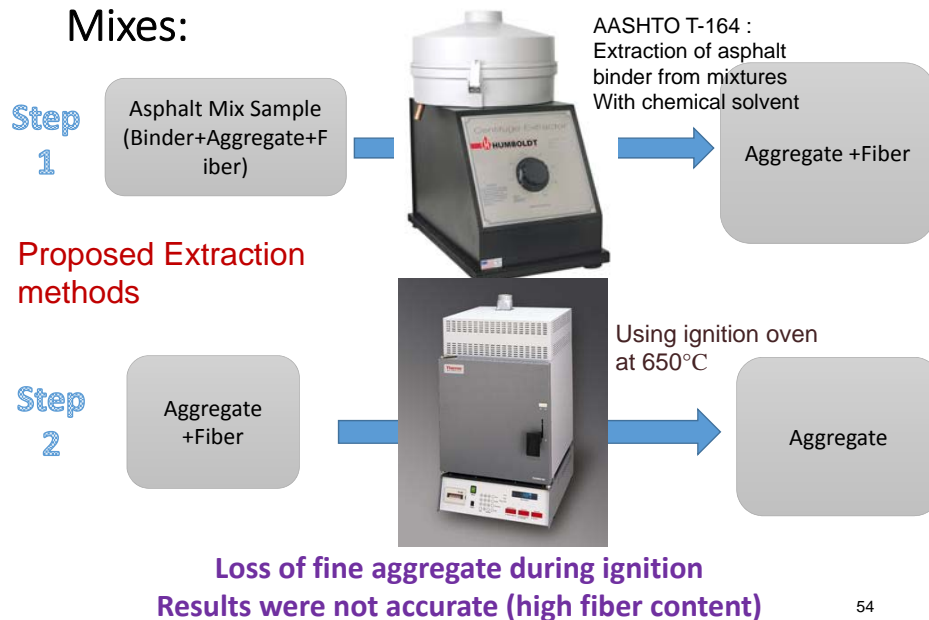 Mixes:
AASHTO T-164 :
Extraction of asphalt
binder from mixtures
With chemical solvent
Step
1
Asphalt Mix Sample
(Binder+Aggregate+F
iber)
Centrifuge Extractor
HUMBOLDT
Aggregate +Fiber
Proposed Extraction
methods
Using ignition oven
at 650°C
Step
2
Aggregate
+Fiber
Aggregate
Loss of fine aggregate during ignition
Results were not accurate (high fiber content)
54